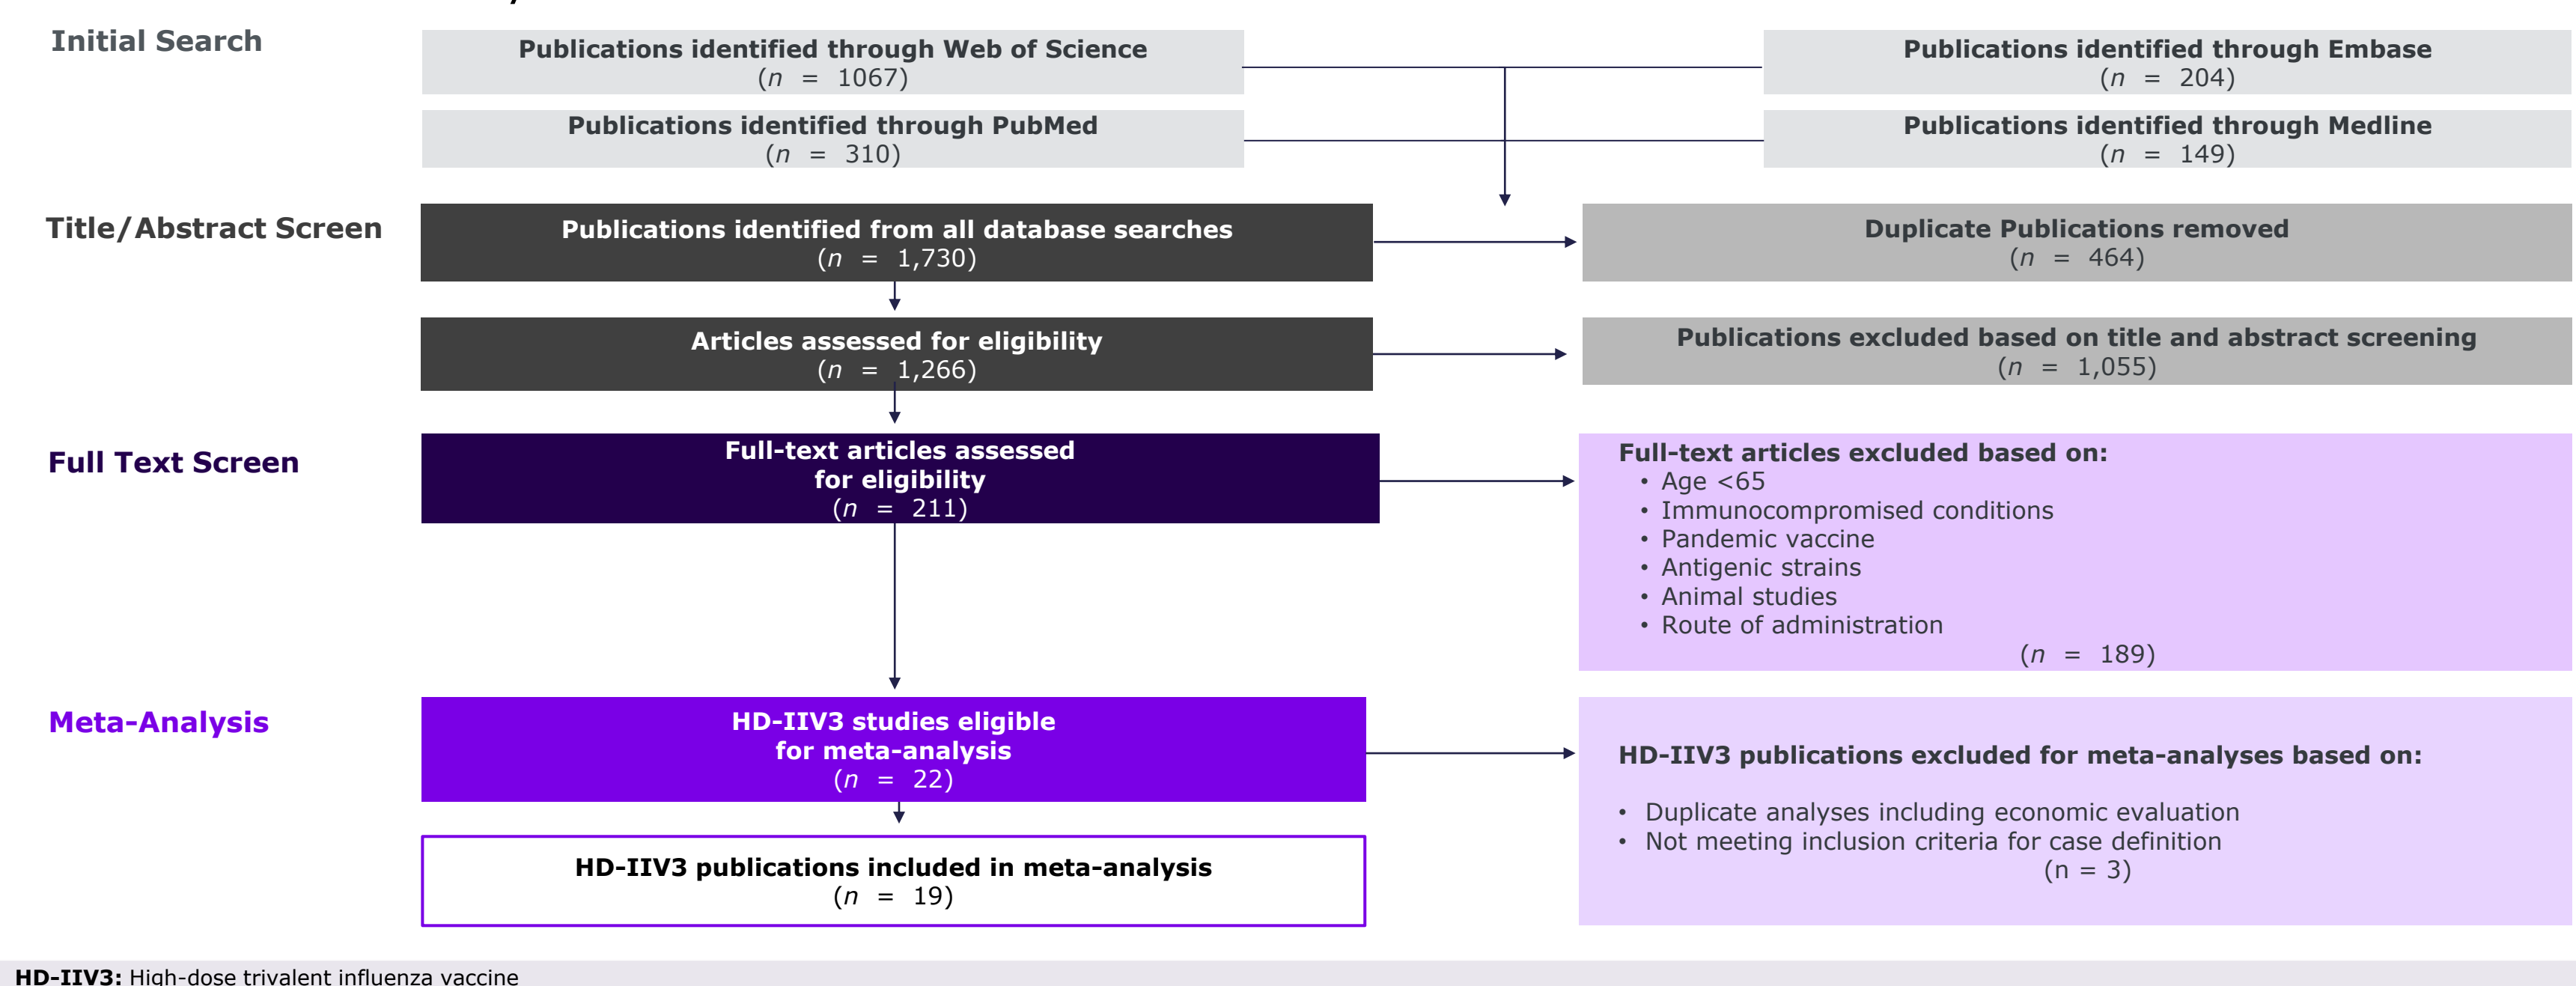 Initial Search
Publications identified through Web of Science
(n = 1067)
Publications identified through Embase
(n = 204)
Publications identified through PubMed
(n = 310)
Publications identified through Medline
(n = 149)
Title/Abstract Screen
Publications identified from all database searches
(n = 1,730)
Duplicate Publications removed
(n = 464)
Articles assessed for eligibility
(n = 1,266)
Publications excluded based on title and abstract screening
(n = 1,055)
Full Text Screen
Full-text articles assessed
for eligibility
(n = 211)
Full-text articles excluded based on:
• Age <65
• Immunocompromised conditions
• Pandemic vaccine
• Antigenic strains
• Animal studies
• Route of administration
(n = 189)
Meta-Analysis
HD-IIV3 studies eligible
for meta-analysis
(n = 22)
HD-IIV3 publications excluded for meta-analyses based on:
• Duplicate analyses including economic evaluation
• Not meeting inclusion criteria for case definition
(n = 3)
HD-IIV3 publications included in meta-analysis
(n = 19)
HD-IIV3: High-dose trivalent influenza vaccine